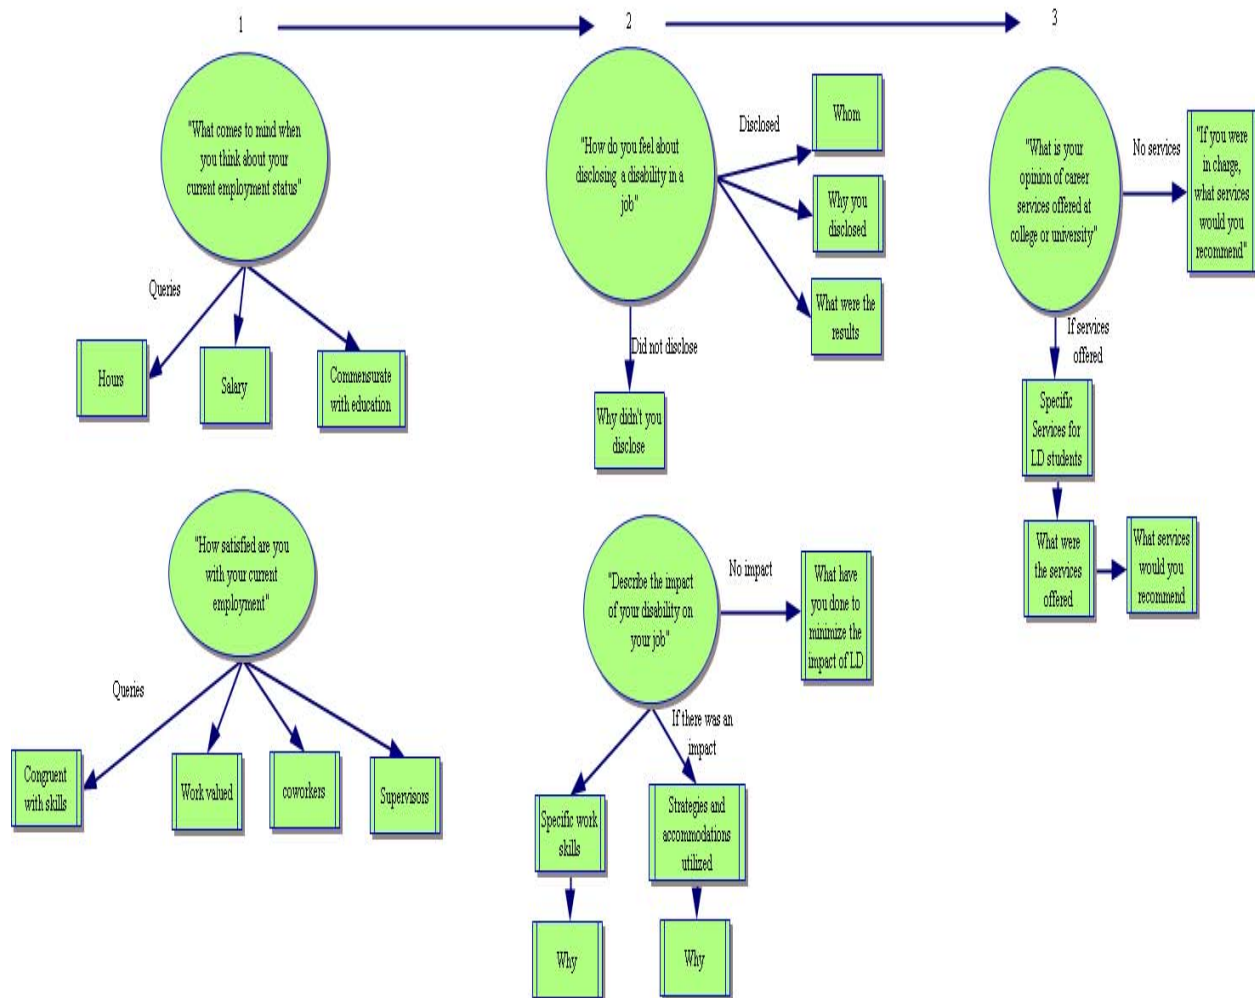 1
2
3
"What comes to mind when
you think about your
current employment status"
Queries
Hours
Salary
Commensurate
with education
"How satisfied are you
with your current
employment"
Queries
Congruent
with skills
Work valued
coworkers
Supervisors
"How do you feel about
disclosing a disability in a
job"
Disclosed
Whom
Why you
disclosed
What were the
results
Did not disclose
Why didn't you
disclose
"Describe the impact
of your disability on
your job"
No impact
What have
you done to
minimize the
impact of LD
If there was an
impact
Specific work
skills
Why
Strategies and
accommodations
utilized
Why
"What is your
opinion of career
services offered at
college or university"
No services
"If you were
in charge,
what services
would you
recommend"
If services
offered
Specific
Services for
LD students
What were
the services
offered
What services
would you
recommend